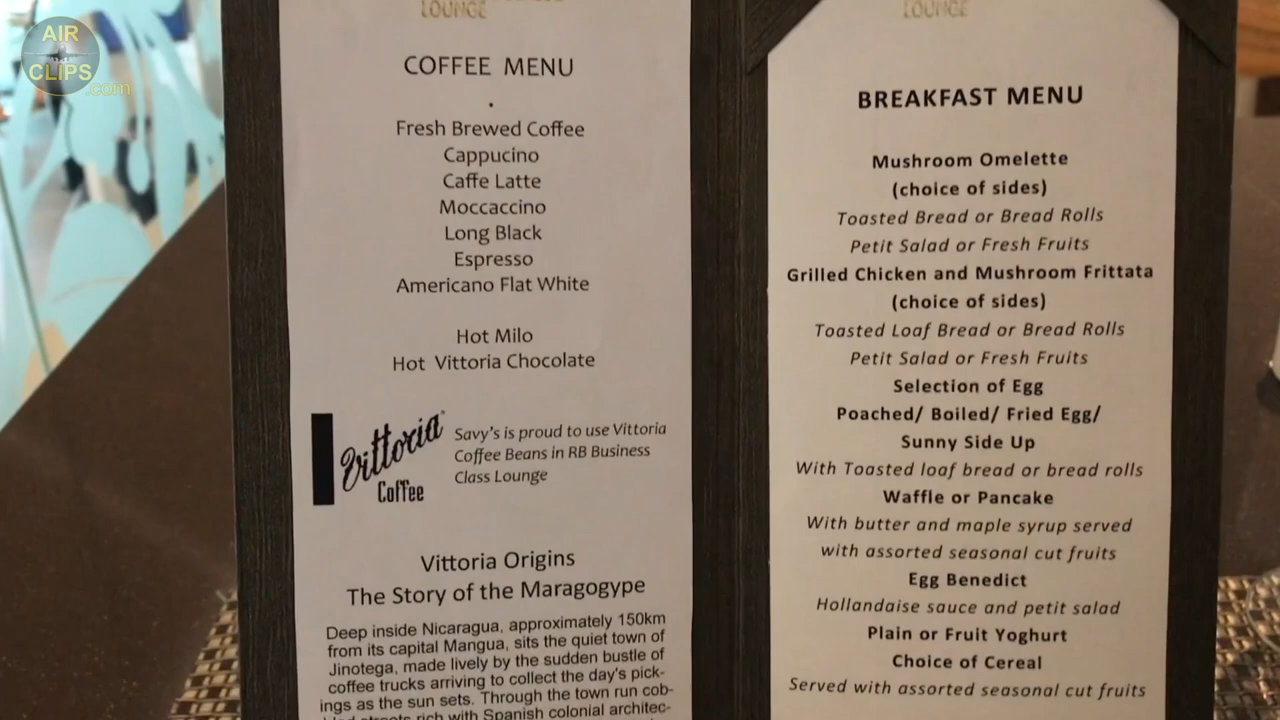 AIR
CLIPS
.com
LOUNGE
COFFEE MENU
.
Fresh Brewed Coffee
Cappucino
Caffe Latte
Moccaccino
Long Black
Espresso
Americano Flat White
Hot Milo
Hot Vittoria Chocolate
Vittoria
Coffee
Savy's is proud to use Vittoria
Coffee Beans in RB Business
Class Lounge
Vittoria Origins
The Story of the Maragogype
Deep inside Nicaragua, approximately 150km
from its capital Mangua, sits the quiet town of
Jinotega, made lively by the sudden bustle of
coffee trucks arriving to collect the day's pick-
ings as the sun sets. Through the town run cob-
bled streets rich with Spanish colonial architec-
LOUNGE
BREAKFAST MENU
Mushroom Omelette
(choice of sides)
Toasted Bread or Bread Rolls
Petit Salad or Fresh Fruits
Grilled Chicken and Mushroom Frittata
(choice of sides)
Toasted Loaf Bread or Bread Rolls
Petit Salad or Fresh Fruits
Selection of Egg
Poached/ Boiled/ Fried Egg/
Sunny Side Up
With Toasted loaf bread or bread rolls
Waffle or Pancake
With butter and maple syrup served
with assorted seasonal cut fruits
Egg Benedict
Hollandaise sauce and petit salad
Plain or Fruit Yoghurt
Choice of Cereal
Served with assorted seasonal cut fruits